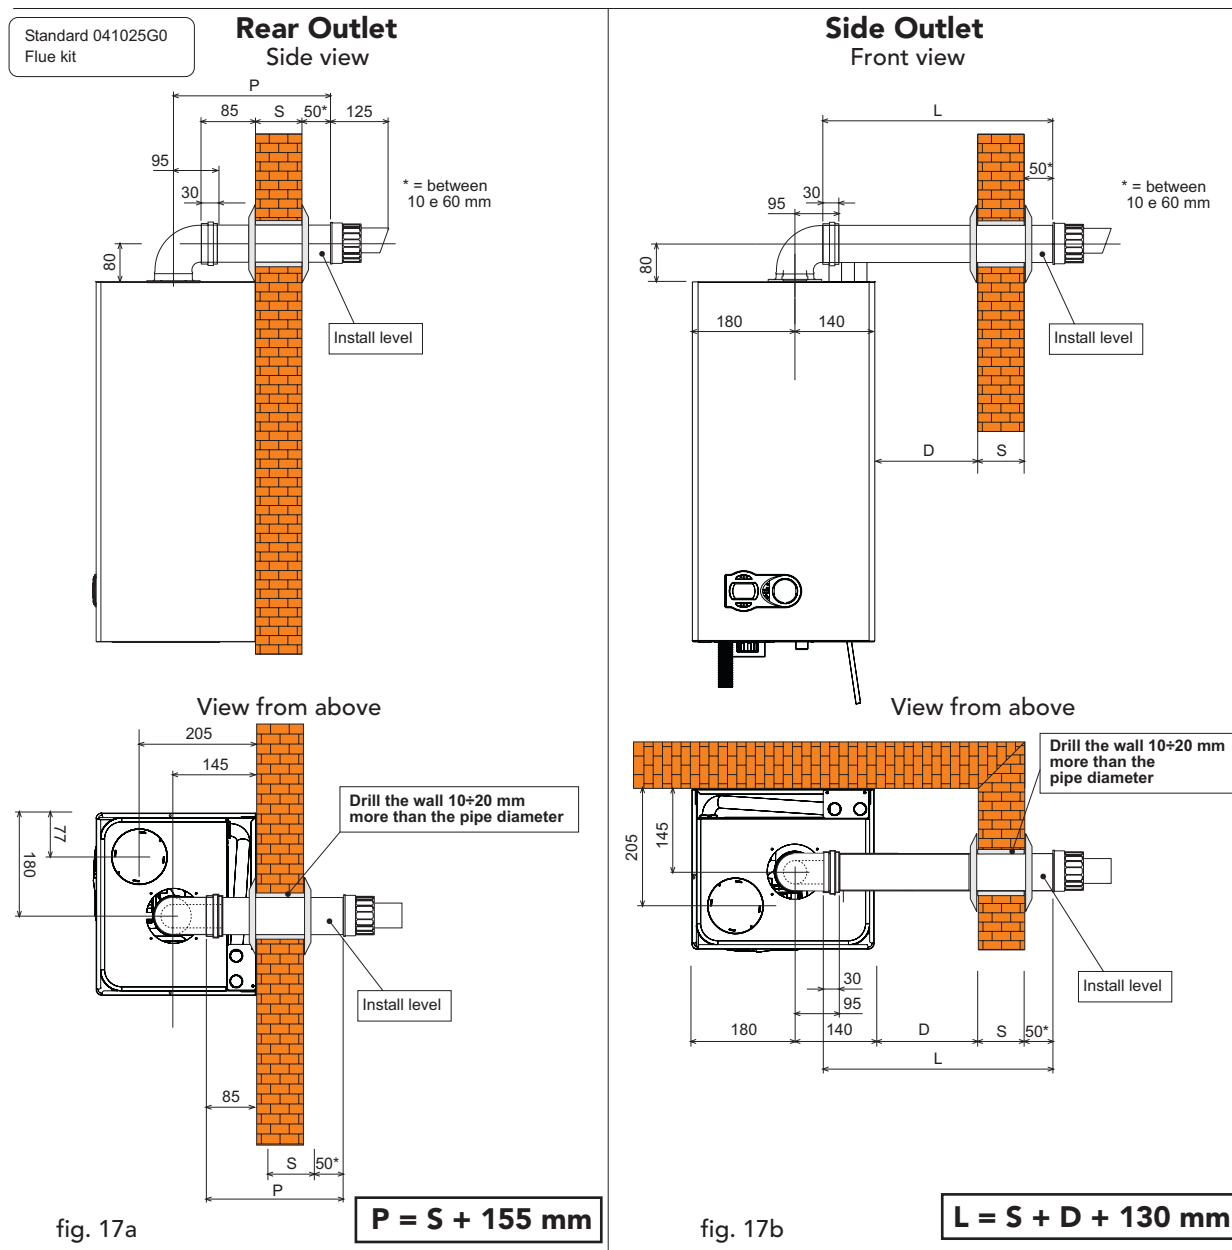 Standard 041025G0
Flue kit
Rear Outlet
Side view
P
85
S
50*
125
95
30
* = between
10 e 60 mm
80
Install level
View from above
205
145
Drill the wall 10÷20 mm
more than the pipe diameter
77
180
Install level
85
S
50*
P
fig. 17a
P = S + 155 mm
Side Outlet
Front view
L
50*
30
95
* = between
10 e 60 mm
80
180
140
Install level
D
S
View from above
Drill the wall 10÷20 mm
more than the
pipe diameter
205
145
Install level
30
95
180
140
D
S
50*
L
fig. 17b
L = S + D + 130 mm